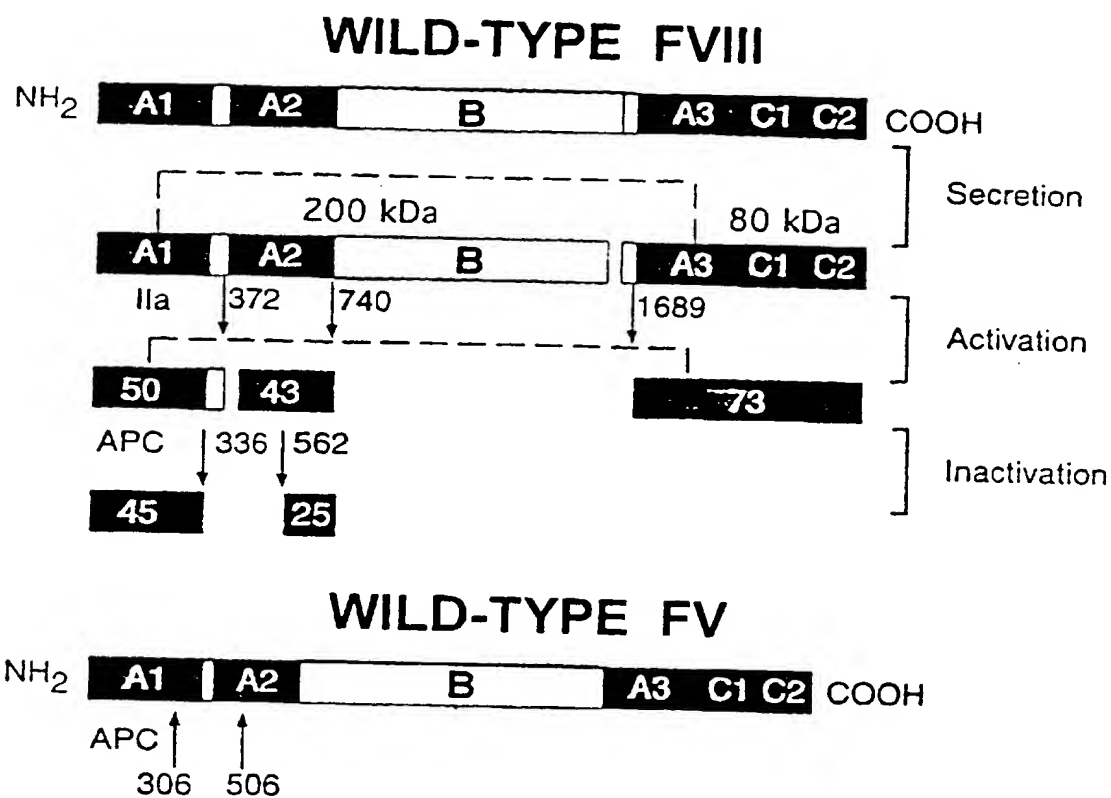 WILD-TYPE FVIII
NH2 A1 A2 B A3 C1 C2 COOH
Secretion
200 kDa 80 kDa
A1 A2 B A3 C1 C2
IIa 372 740 1689
Activation
50 43 73
APC 336 562
Inactivation
45 25
WILD-TYPE FV
NH2 A1 A2 B A3 C1 C2 COOH
APC
306 506